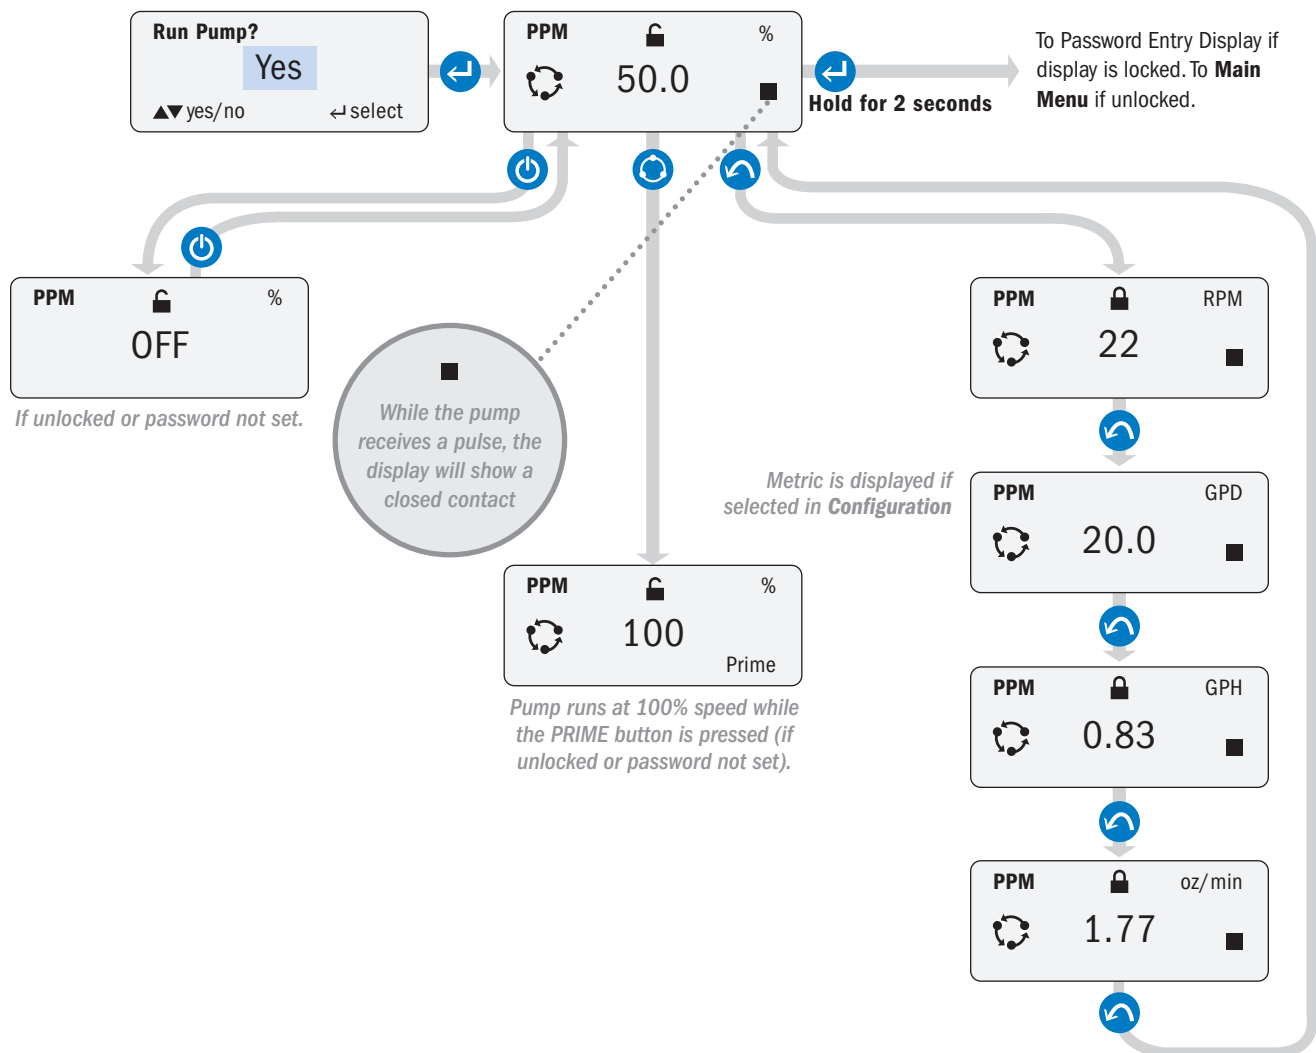 Run Pump?
Yes
▲▼ yes/no ↵ select
PPM %
50.0
Hold for 2 seconds
To Password Entry Display if
display is locked. To Main
Menu if unlocked.
PPM %
OFF
If unlocked or password not set.
While the pump
receives a pulse, the
display will show a
closed contact
PPM %
100
Prime
Pump runs at 100% speed while
the PRIME button is pressed (if
unlocked or password not set).
PPM RPM
22
Metric is displayed if
selected in Configuration
PPM GPD
20.0
PPM GPH
0.83
PPM oz/min
1.77